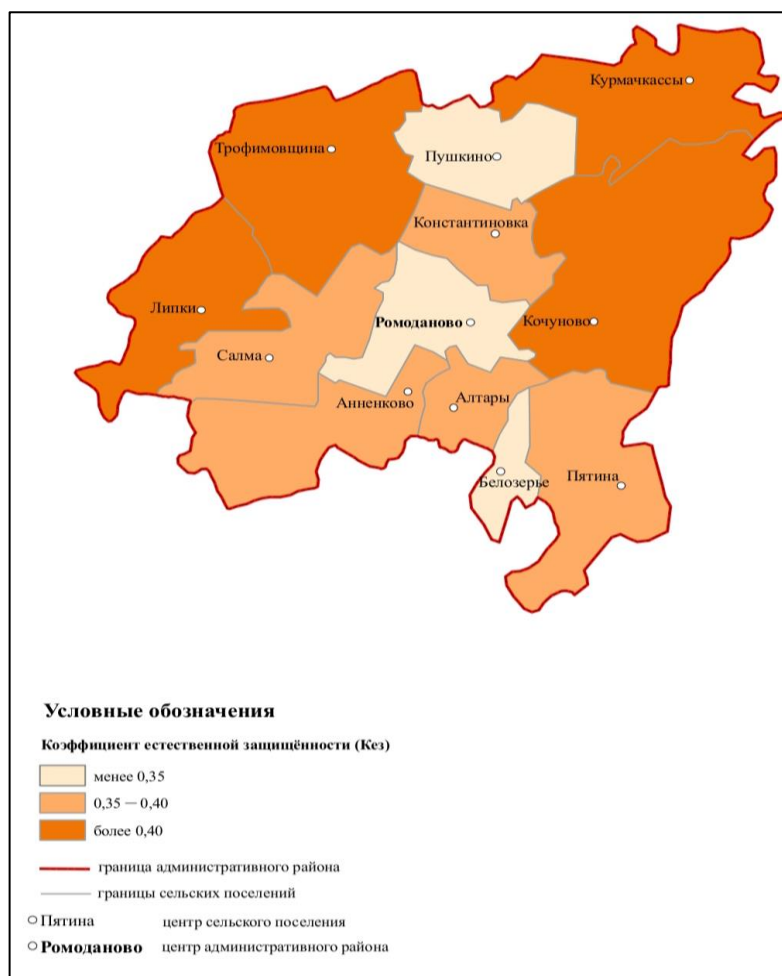 Курмачкассы
Трофимовщина
Пушкино
Константиновка
Липки
Ромоданово
Кочуново
Салма
Анненково
Алтары
Белозерье
Пятина
Условные обозначения
Коэффициент естественной защищённости (Кез)
менее 0,35
0,35 — 0,40
более 0,40
граница административного района
границы сельских поселений
Пятина центр сельского поселения
Ромоданово центр административного района